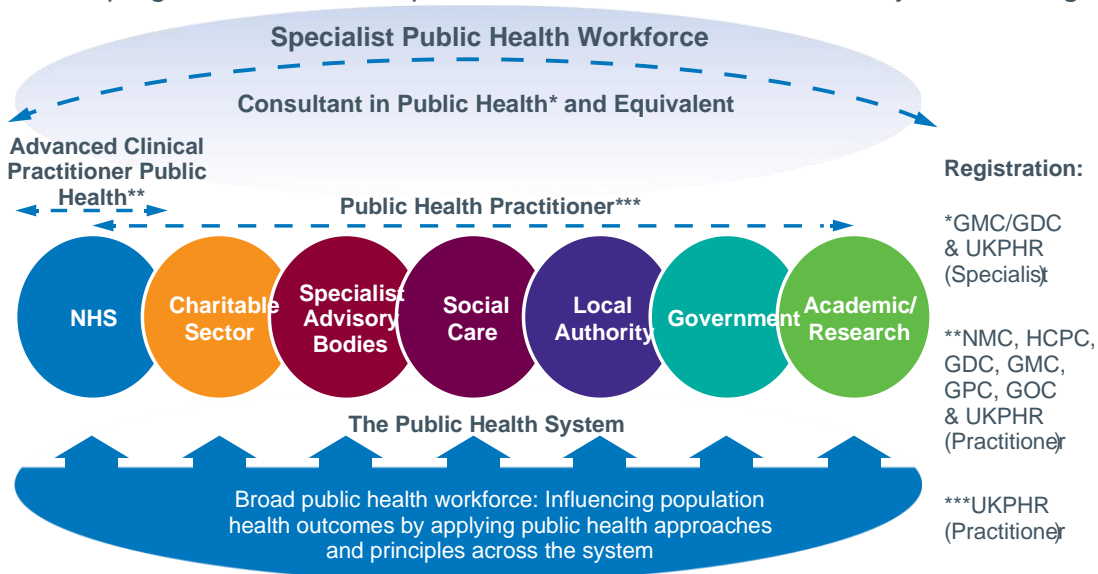 Specialist Public Health Workforce
Consultant in Public Health* and Equivalent
Advanced Clinical
Practitioner Public
Health**
Public Health Practitioner***
NHS
Charitable
Sector
Specialist
Advisory
Bodies
Social
Care
Local
Authority
Government
Academic/
Research
The Public Health System
Broad public health workforce: Influencing population
health outcomes by applying public health approaches
and principles across the system
Registration:
*GMC/GDC
& UKPHR
(Specialist)
**NMC, HCPC,
GDC, GMC,
GPC, GOC
& UKPHR
(Practitioner)
***UKPHR
(Practitioner)